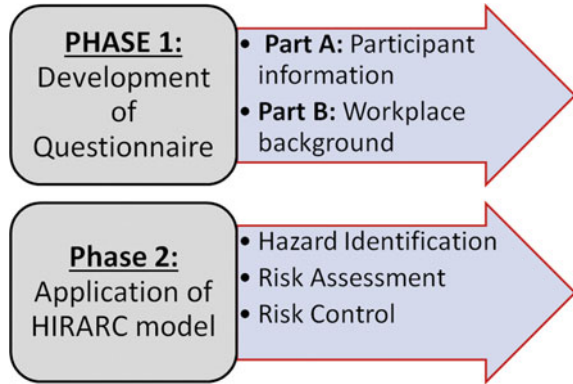 PHASE 1:
Development
of
Questionnaire
• Part A: Participant
information
• Part B: Workplace
background
Phase 2:
Application of
HIRARC model
• Hazard Identification
• Risk Assessment
• Risk Control